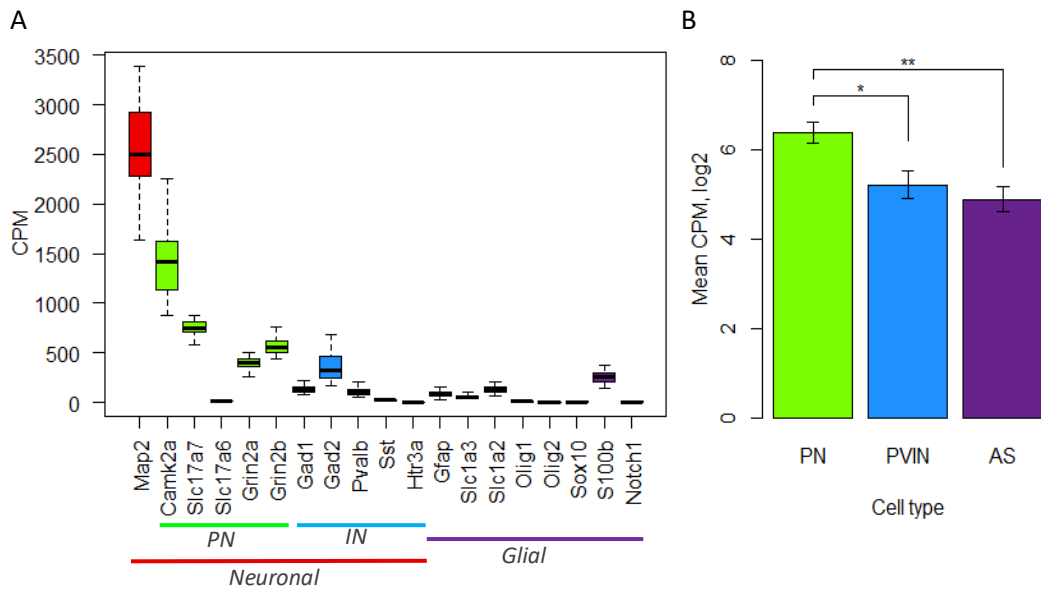 A
CPM
3500
3000
2500
2000
1500
1000
500
0
Map2
Camk2a
Slc17a7
Slc17a6
Grin2a
Grin2b
Gad1
Gad2
Pvalb
Sst
Htr3a
Gfap
Slc1a3
Slc1a2
Olig1
Olig2
Sox10
S100b
Notch1
PN
IN
Glial
Neuronal
B
Mean CPM, log2
8
6
4
2
0
**
*
PN PVIN AS
Cell type